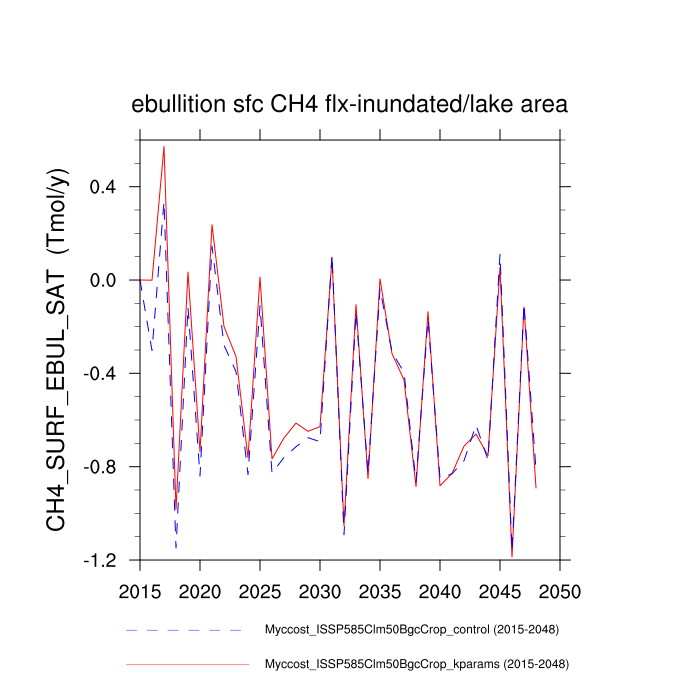 ebullition sfc CH4 flx-inundated/lake area
CH4_SURF_EBUL_SAT (Tmol/y)
0.4
0.0
-0.4
-0.8
-1.2
2015 2020 2025 2030 2035 2040 2045 2050
Myccost_ISSP585Clm50BgcCrop_control (2015-2048)
Myccost_ISSP585Clm50BgcCrop_kparams (2015-2048)